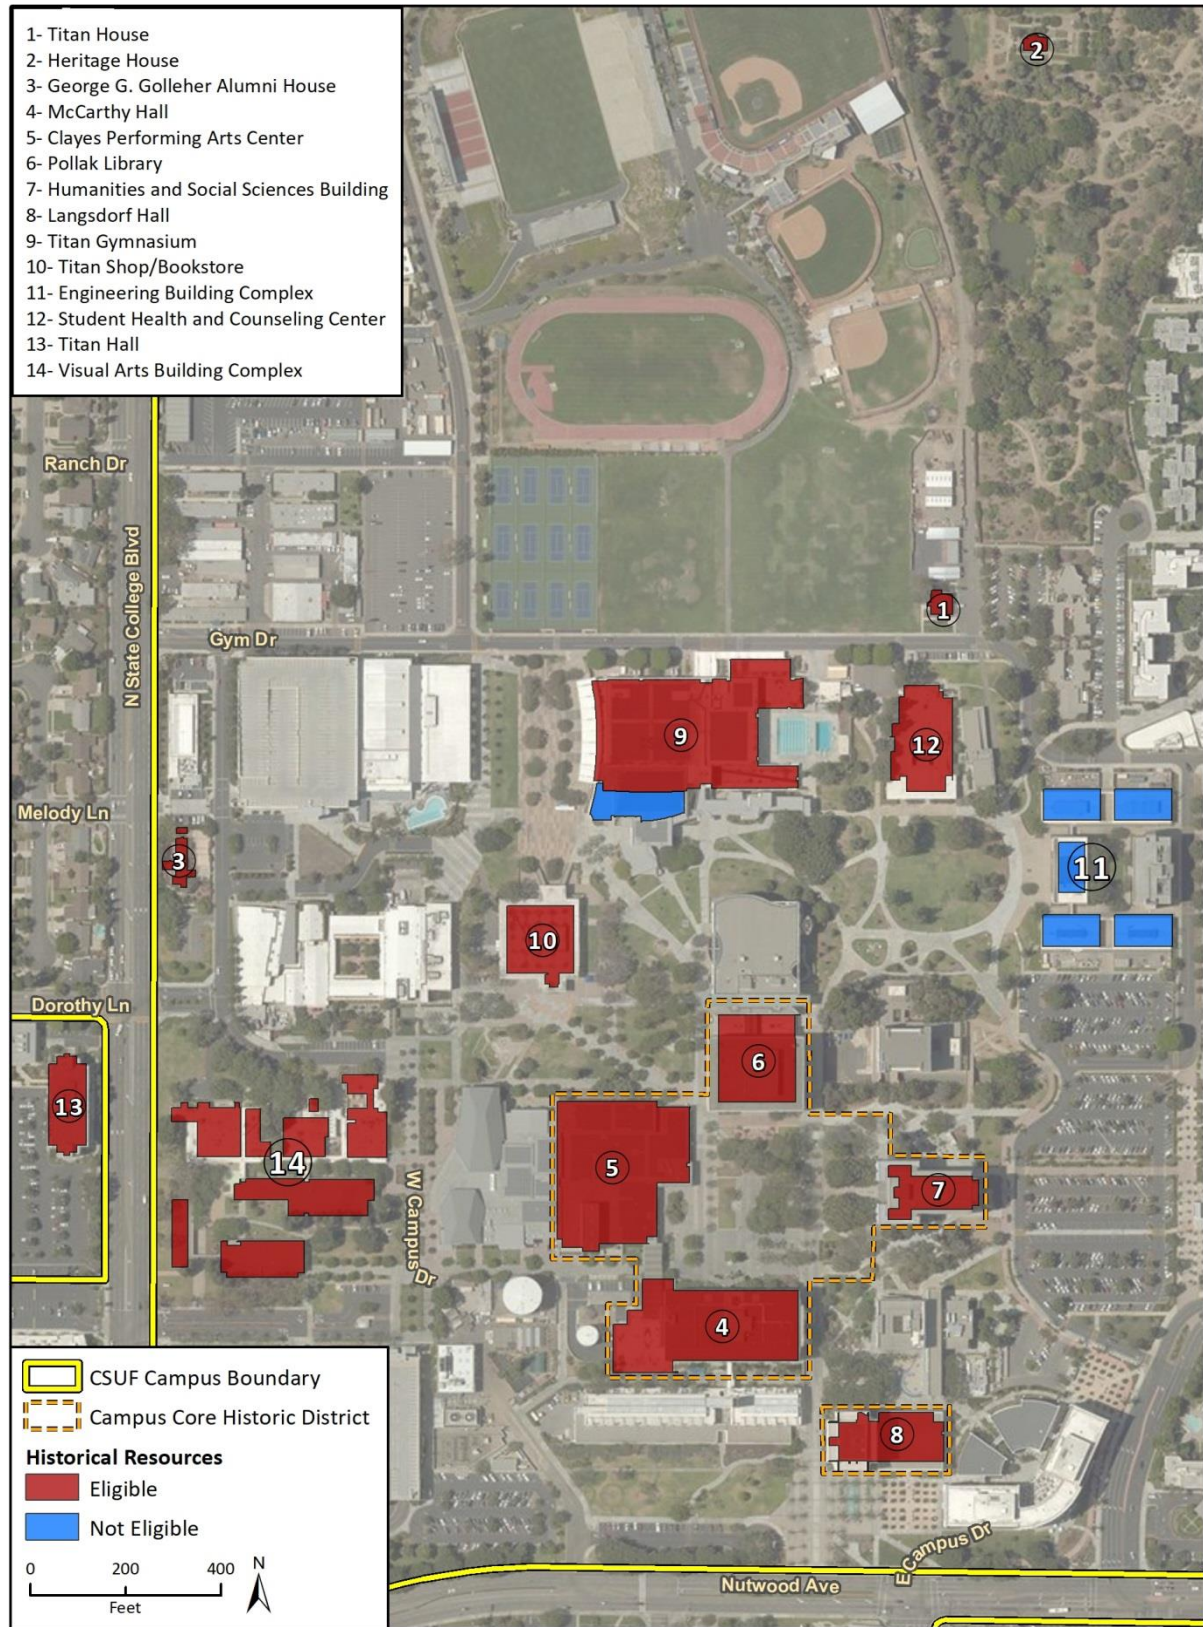 1- Titan House
2- Heritage House
3- George G. Golleher Alumni House
4- McCarthy Hall
5- Clayes Performing Arts Center
6- Pollak Library
7- Humanities and Social Sciences Building
8- Langsdorf Hall
9- Titan Gymnasium
10- Titan Shop/Bookstore
11- Engineering Building Complex
12- Student Health and Counseling Center
13- Titan Hall
14- Visual Arts Building Complex
2
Ranch Dr
N State College Blvd
1
Gym Dr
9
12
Melody Ln
3
11
10
Dorothy Ln
6
13
14
5
7
W Campus Dr
4
8
E Campus Dr
Nutwood Ave
CSUF Campus Boundary
Campus Core Historic District
Historical Resources
Eligible
Not Eligible
0 200 400
Feet
N